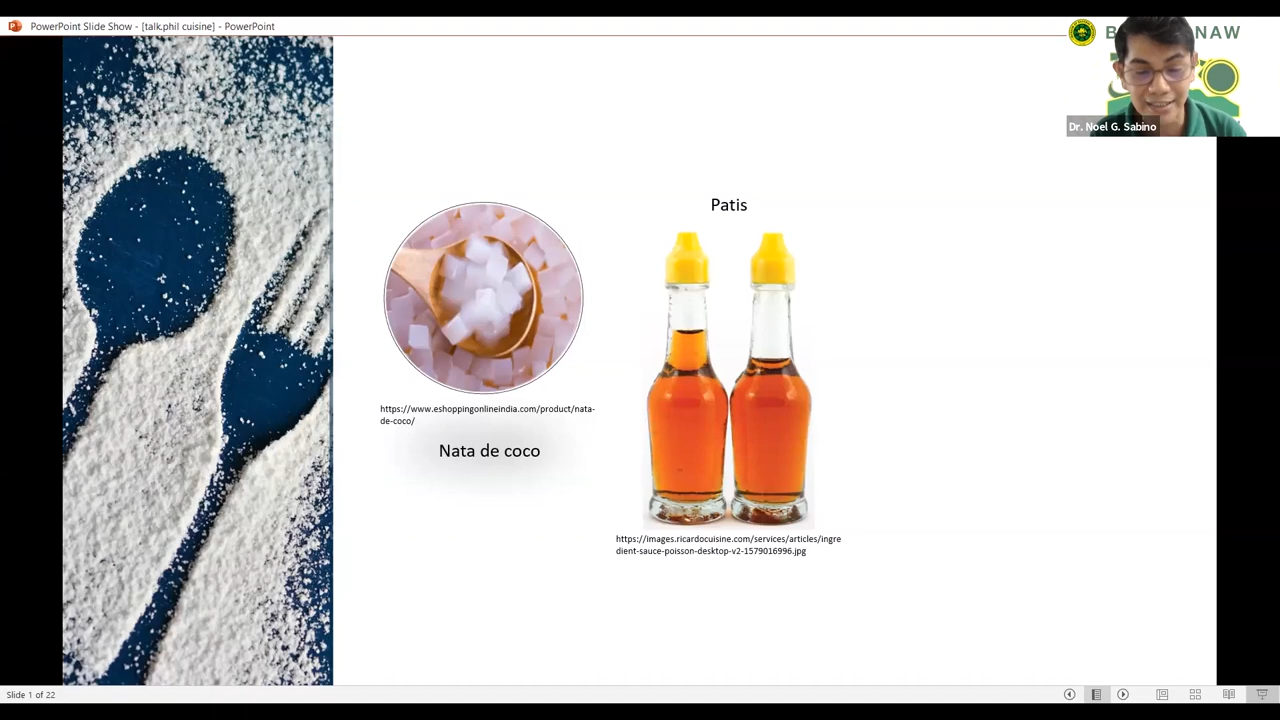 PowerPoint Slide Show - [talk.phil cuisine] - PowerPoint
NAW
Dr. Noel G. Sabino
Patis
https://www.eshoppingonlineindia.com/product/nata-
de-coco/
Nata de coco
https://images.ricardocuisine.com/services/articles/ingre
dient-sauce-poisson-desktop-v2-1579016996.jpg
Slide 1 of 22